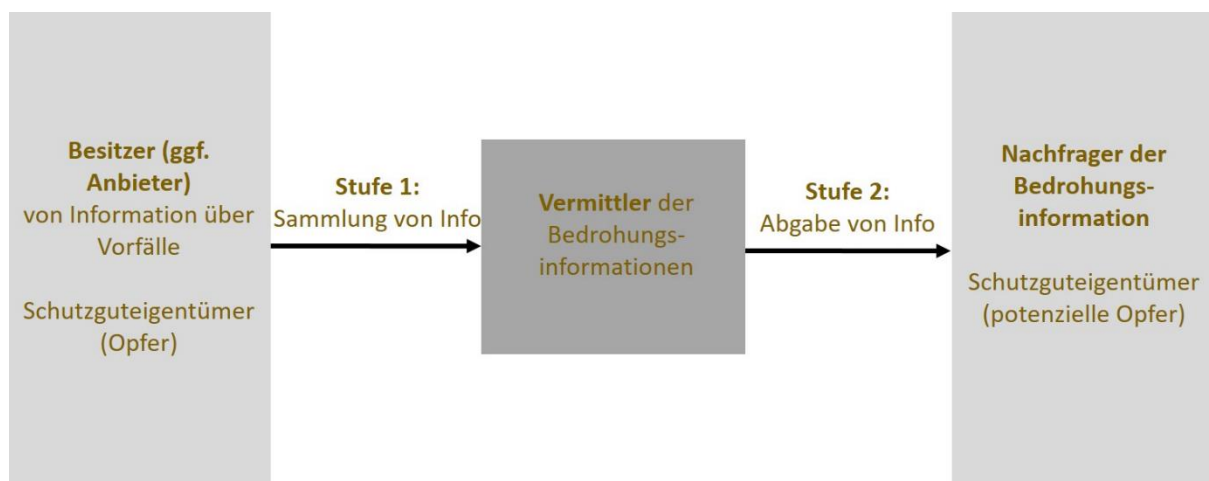 Besitzer (ggf.
Anbieter)
von Information über
Vorfälle
Schutzguteigentümer
(Opfer)
Stufe 1:
Sammlung von Info
Vermittler der
Bedrohungs-
informationen
Stufe 2:
Abgabe von Info
Nachfrager der
Bedrohungs-
information
Schutzguteigentümer
(potenzielle Opfer)